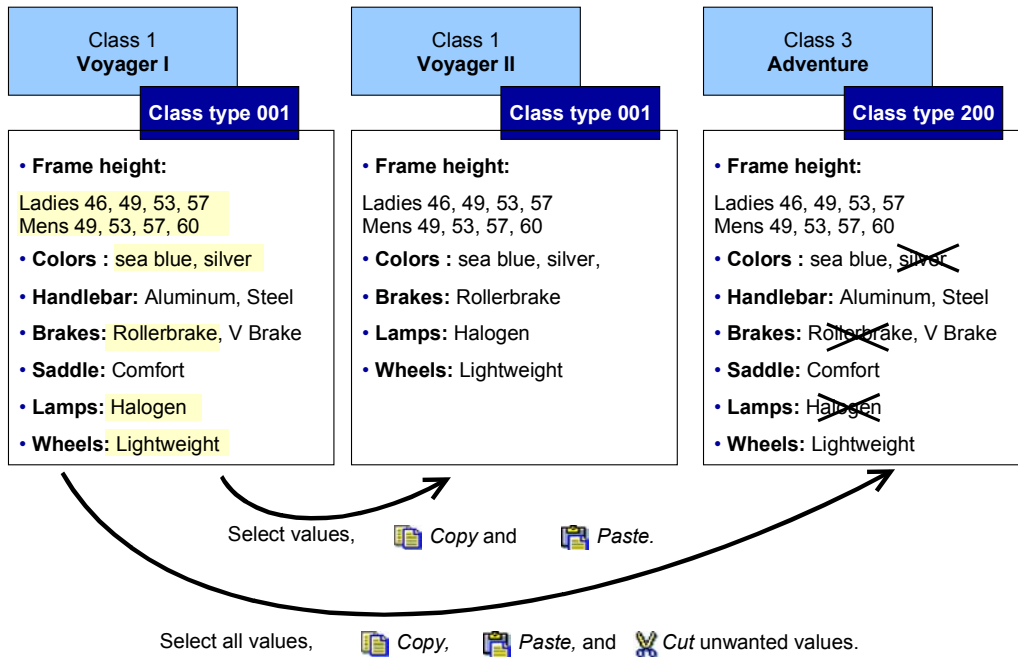 Class 1
Voyager I
Class type 001
• Frame height:
Ladies 46, 49, 53, 57
Mens 49, 53, 57, 60
• Colors : sea blue, silver
• Handlebar: Aluminum, Steel
• Brakes: Rollerbrake, V Brake
• Saddle: Comfort
• Lamps: Halogen
• Wheels: Lightweight
Class 1
Voyager II
Class type 001
• Frame height:
Ladies 46, 49, 53, 57
Mens 49, 53, 57, 60
• Colors : sea blue, silver,
• Brakes: Rollerbrake
• Lamps: Halogen
• Wheels: Lightweight
Class 3
Adventure
Class type 200
• Frame height:
Ladies 46, 49, 53, 57
Mens 49, 53, 57, 60
• Colors : sea blue, silver
• Handlebar: Aluminum, Steel
• Brakes: Rollerbrake, V Brake
• Saddle: Comfort
• Lamps: Halogen
• Wheels: Lightweight
Select values, Copy and Paste.
Select all values, Copy, Paste, and Cut unwanted values.